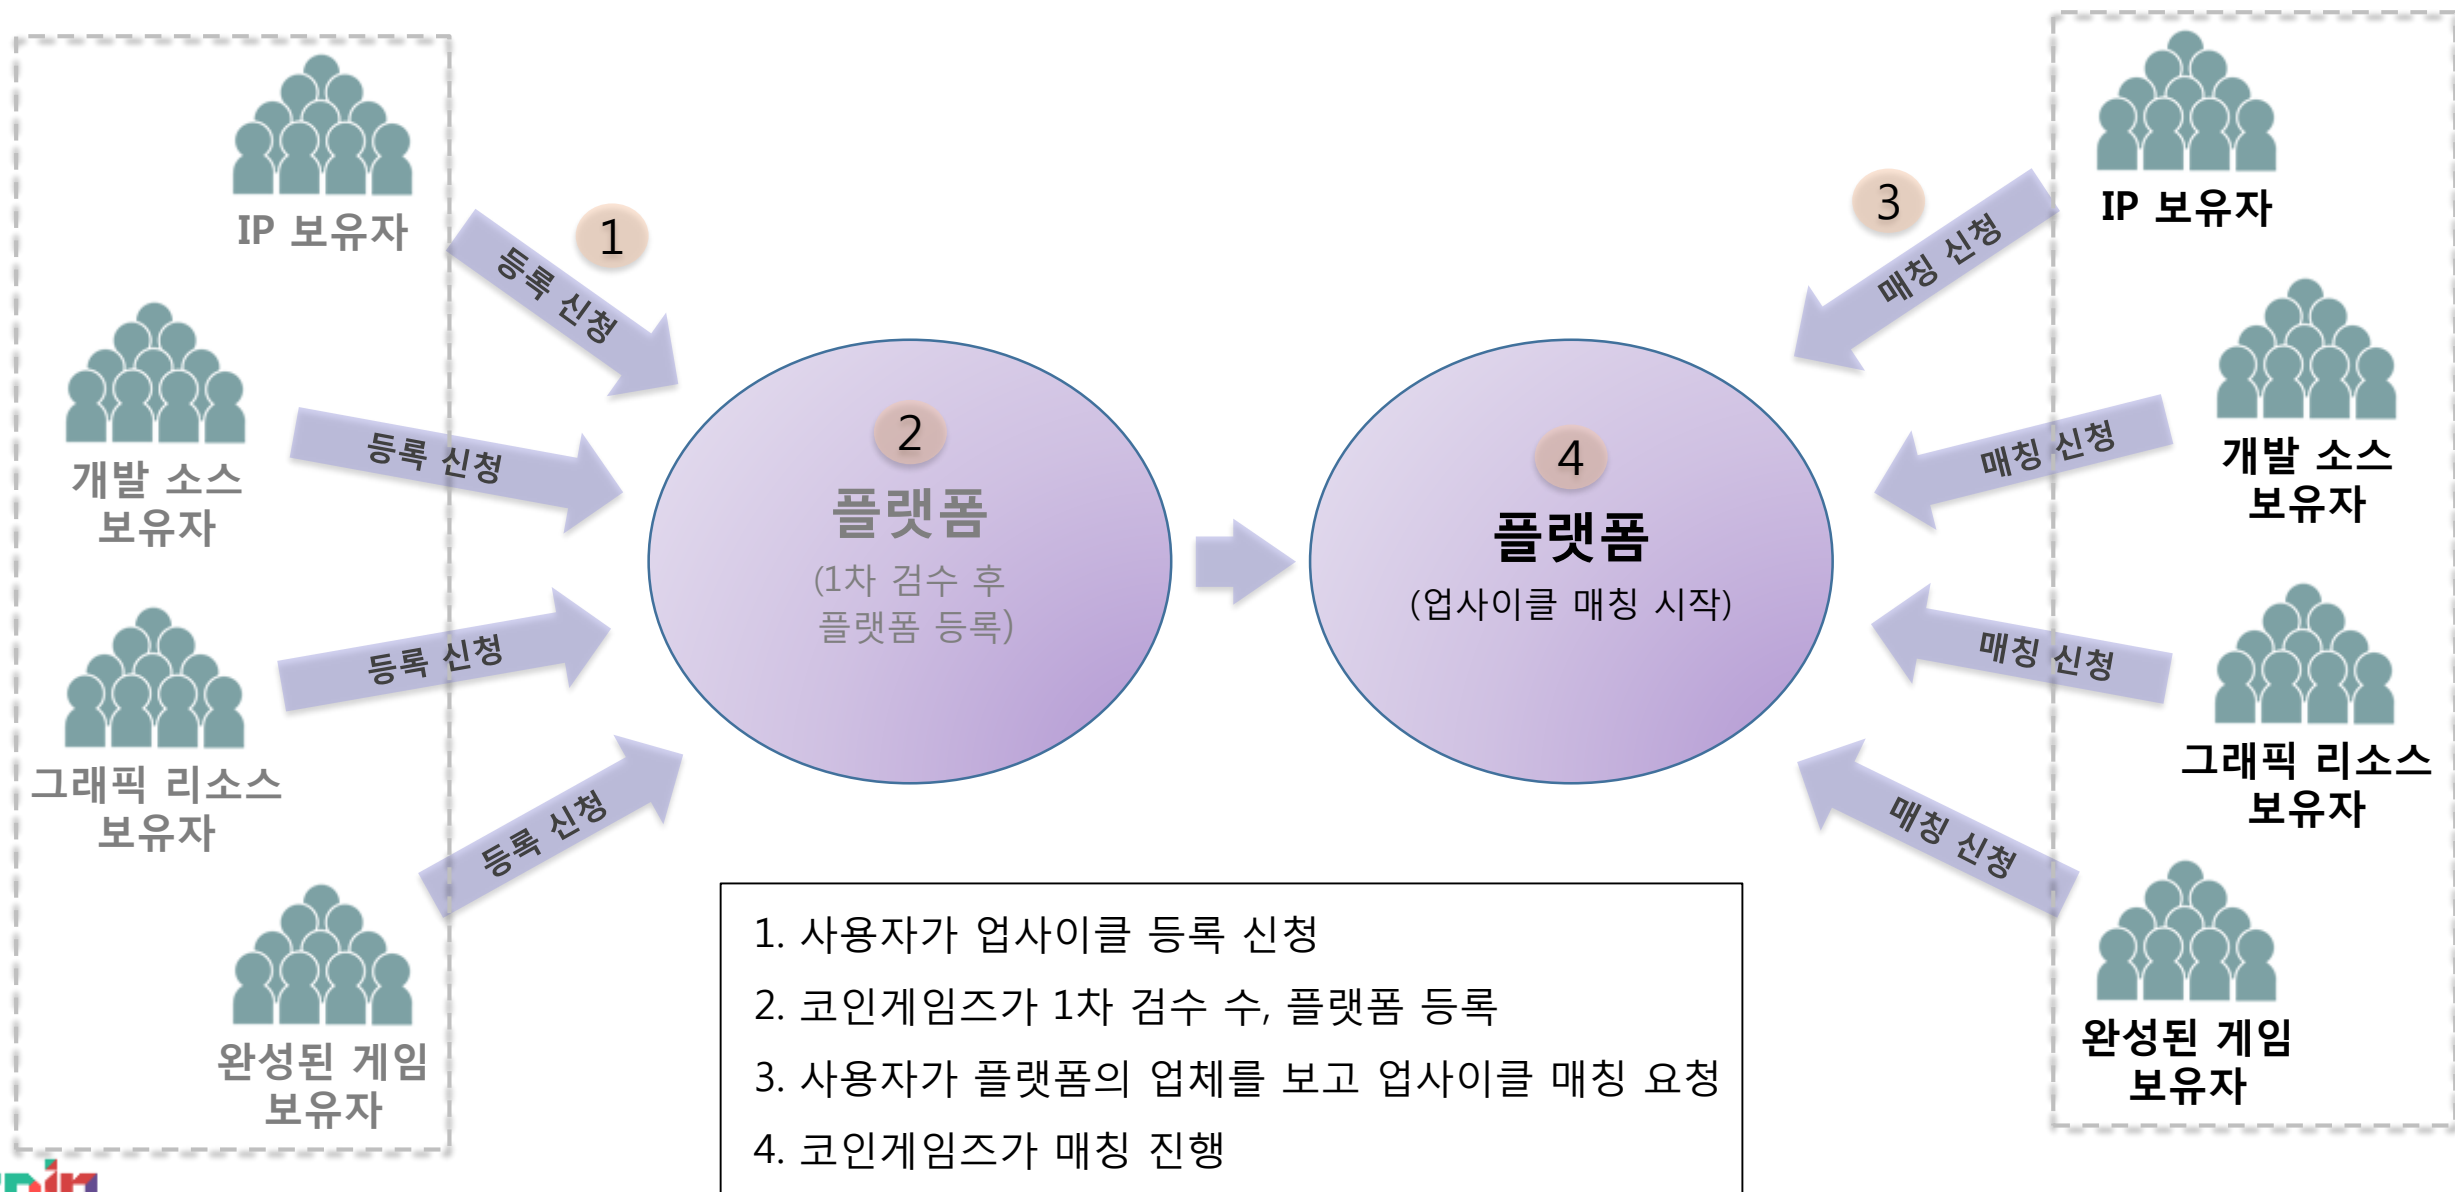 IP 보유자
등록 신청
1
개발 소스
보유자
등록 신청
그래픽 리소스
보유자
등록 신청
완성된 게임
보유자
등록 신청
2
플랫폼
(1차 검수 후
플랫폼 등록)
4
플랫폼
(업사이클 매칭 시작)
3
매칭 신청
IP 보유자
매칭 신청
개발 소스
보유자
매칭 신청
그래픽 리소스
보유자
매칭 신청
완성된 게임
보유자
1. 사용자가 업사이클 등록 신청
2. 코인게임즈가 1차 검수 수, 플랫폼 등록
3. 사용자가 플랫폼의 업체를 보고 업사이클 매칭 요청
4. 코인게임즈가 매칭 진행